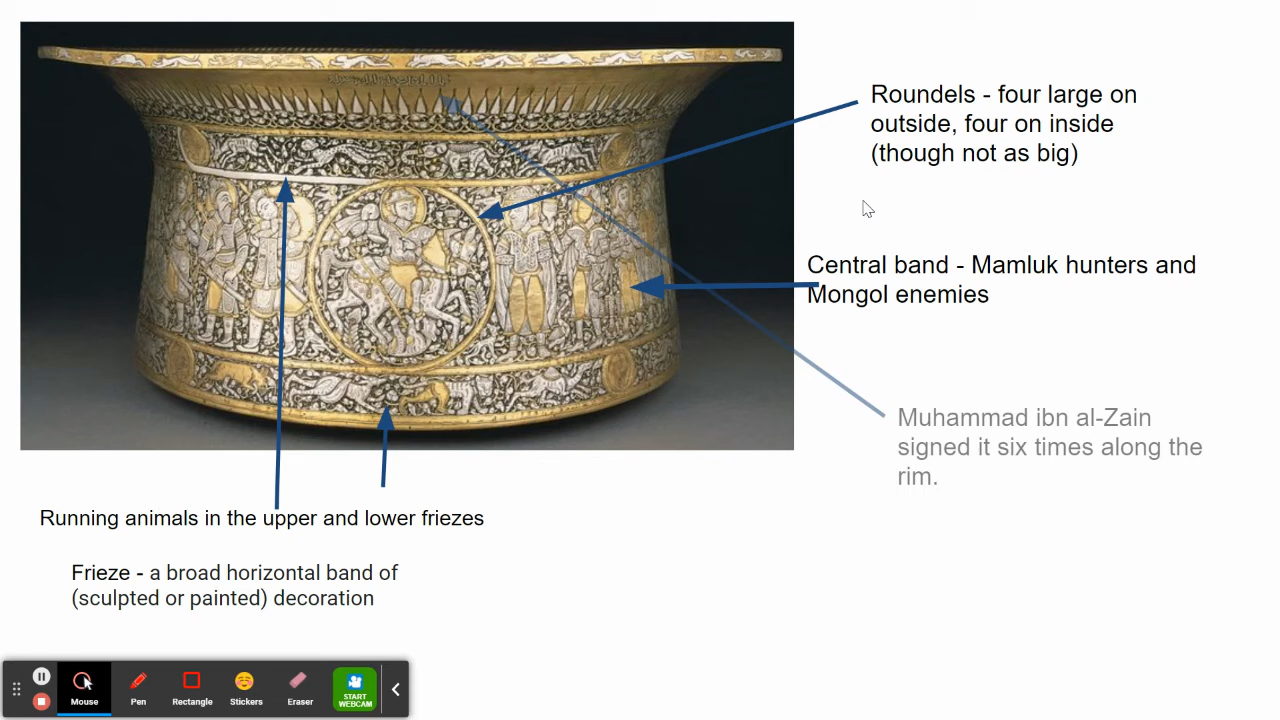 Roundels - four large on
outside, four on inside
(though not as big)
Central band - Mamluk hunters and
Mongol enemies
Muhammad ibn al-Zain
signed it six times along the
rim.
Running animals in the upper and lower friezes
Frieze - a broad horizontal band of
(sculpted or painted) decoration
Mouse
Pen
Rectangle
Stickers
Eraser
START
WEBCAM